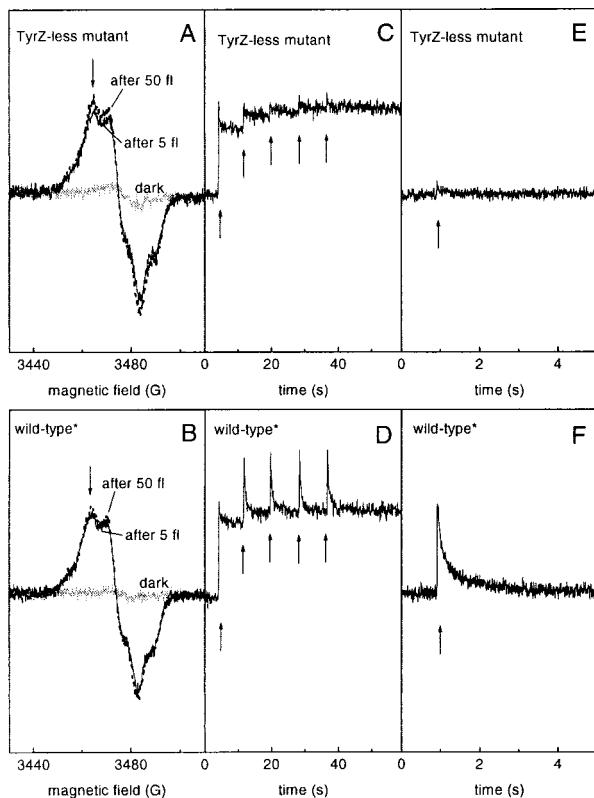 A
TyrZ-less mutant
after 50 fl
after 5 fl
dark
3440
3480
magnetic field (G)
C
TyrZ-less mutant
0
20
40
60
time (s)
E
TyrZ-less mutant
0
2
4
time (s)
B
wild-type*
after 50 fl
after 5 fl
dark
3440
3480
magnetic field (G)
D
wild-type*
0
20
40
60
time (s)
F
wild-type*
0
2
4
time (s)